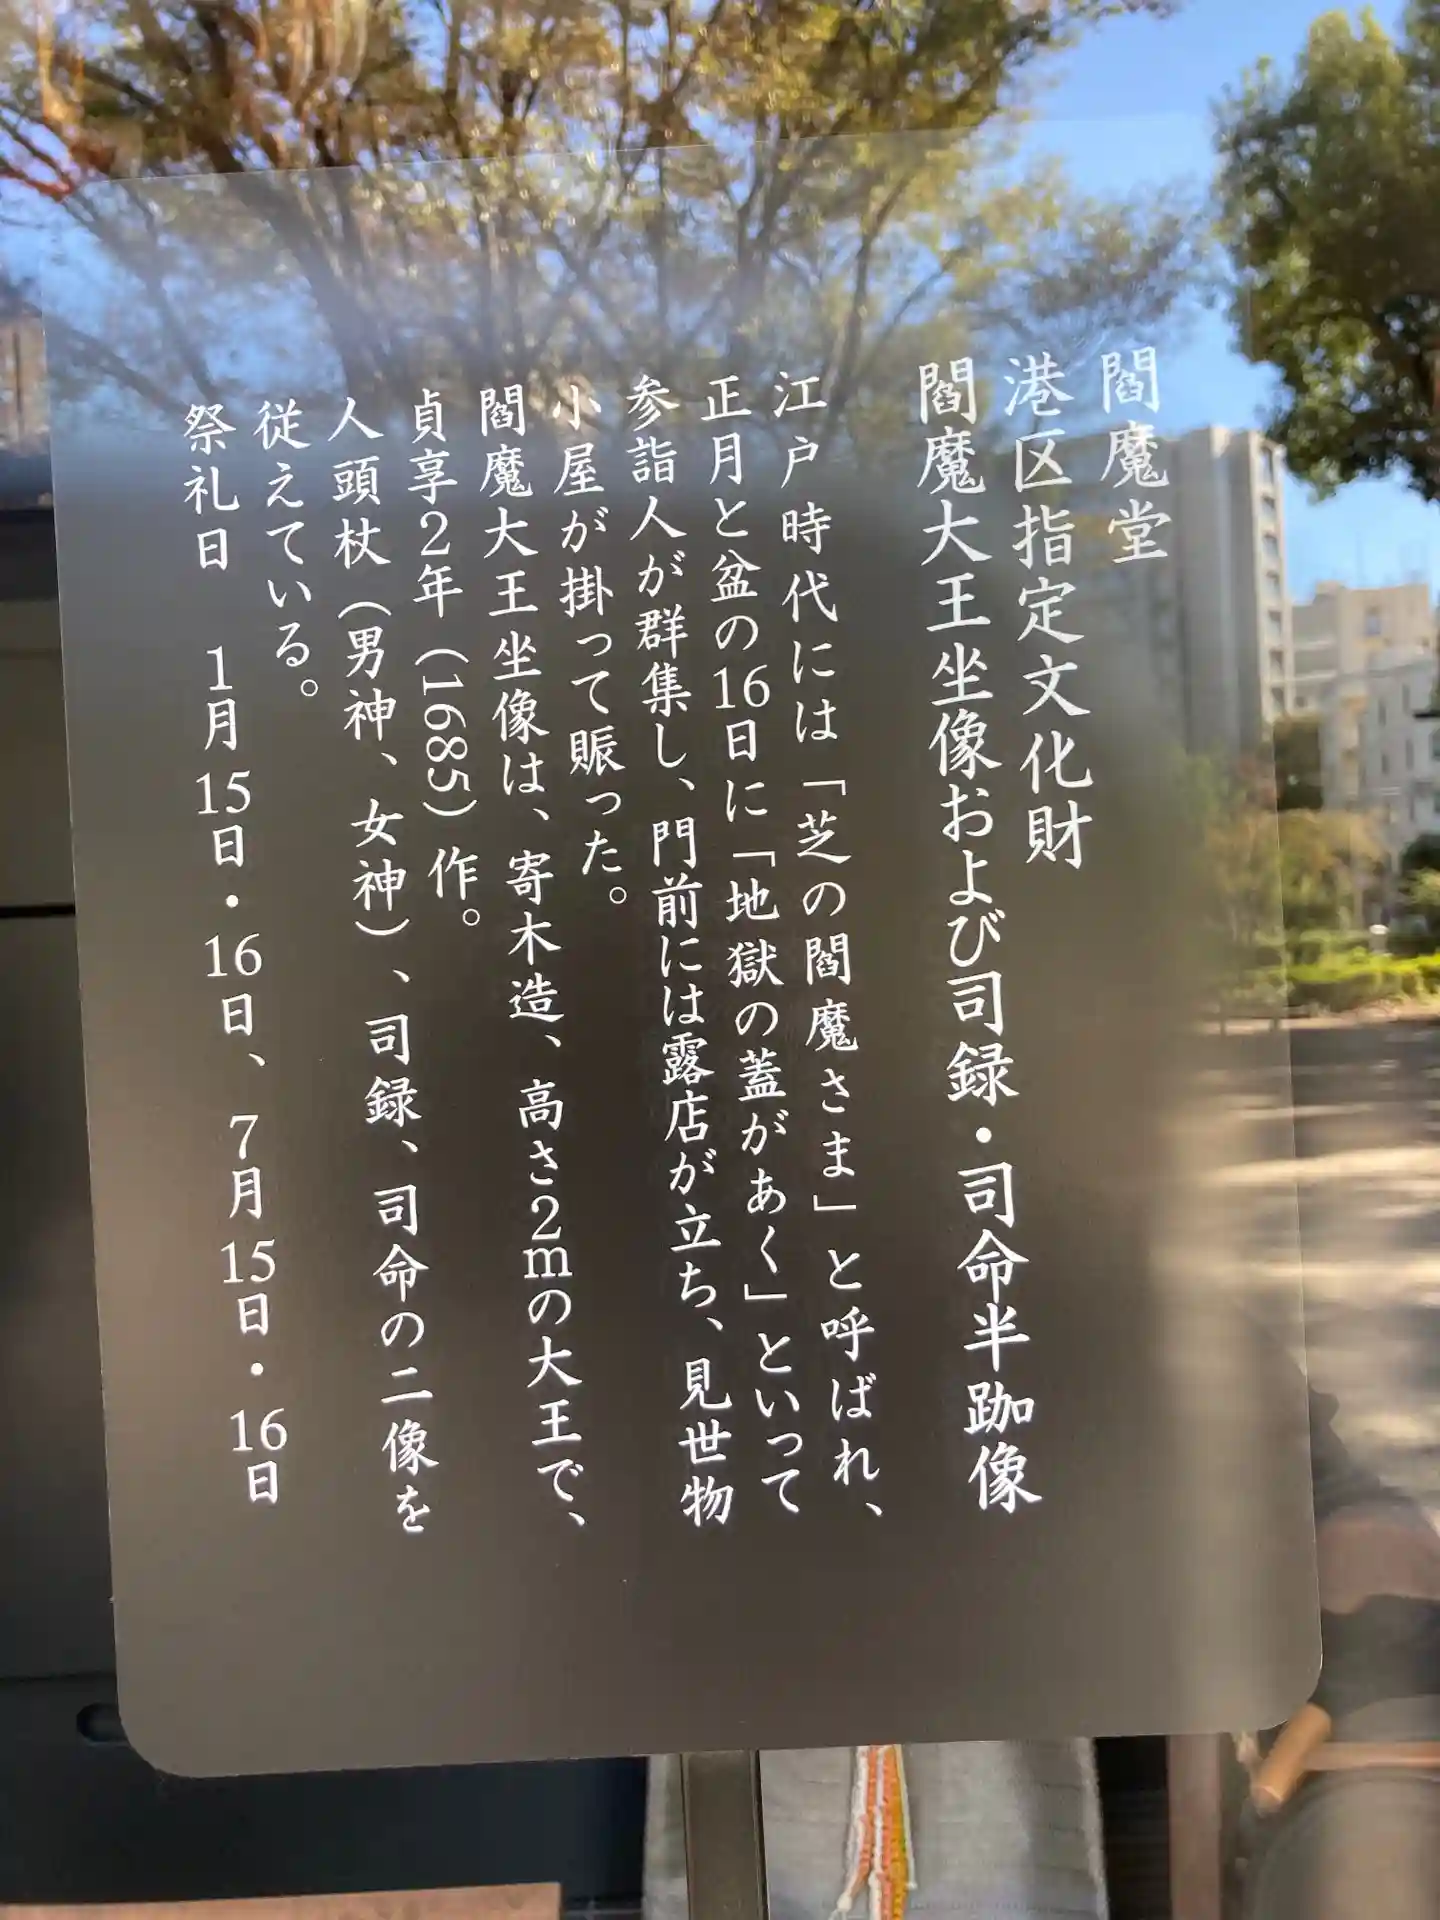 閻魔堂
港区指定文化財
閻魔大王坐像および司録・司命半跏像
江戸時代には「芝の閻魔さま」と呼ばれ、
正月と盆の16日に「地獄の蓋があく」といって
参詣人が群集し、門前には露店が立ち、見世物
小屋が掛って賑った。
閻魔大王坐像は、寄木造、高さ2mの大王で、
貞享2年(1685)作。
人頭杖(男神、女神)、司録、司命の二像を
従えている。
祭礼日 1月15日・16日、7月15日・16日